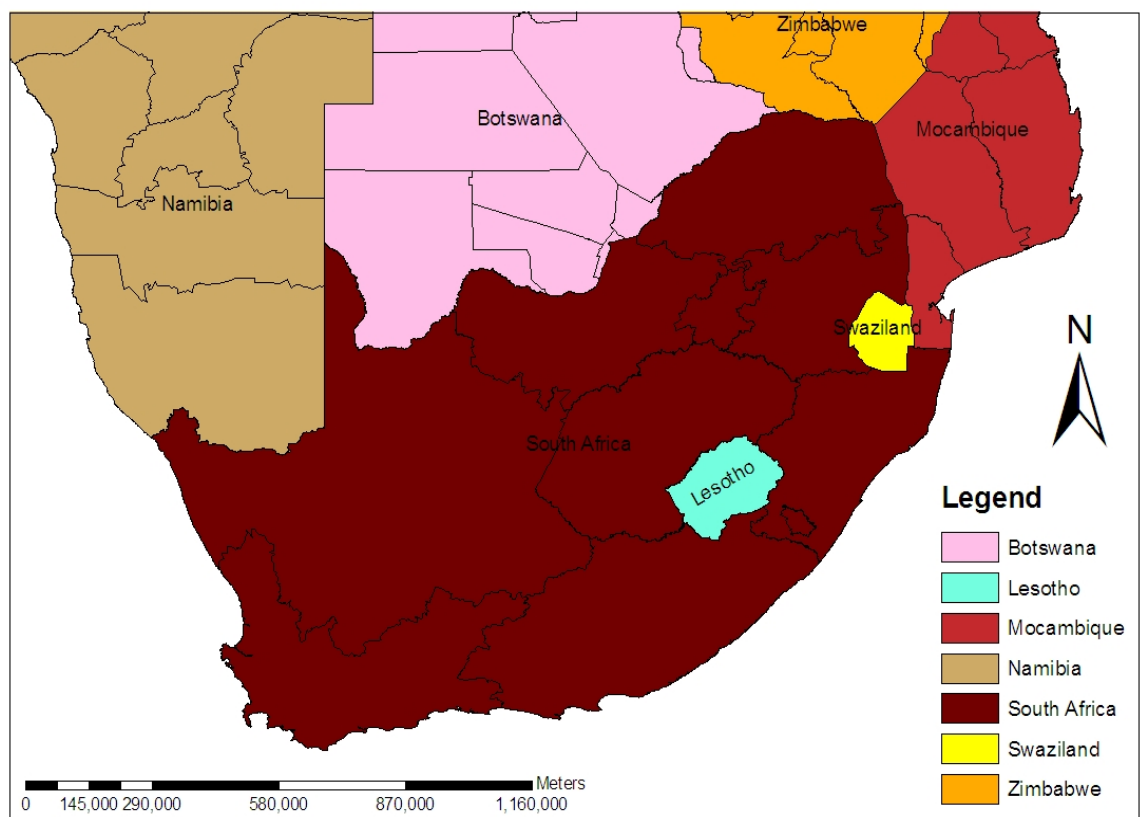 Zimbabwe
Botswana
Mocambique
Namibia
Swaziland
N
South Africa
Lesotho
Legend
Botswana
Lesotho
Mocambique
Namibia
South Africa
Swaziland
Zimbabwe
Meters
0 145,000 290,000 580,000 870,000 1,160,000